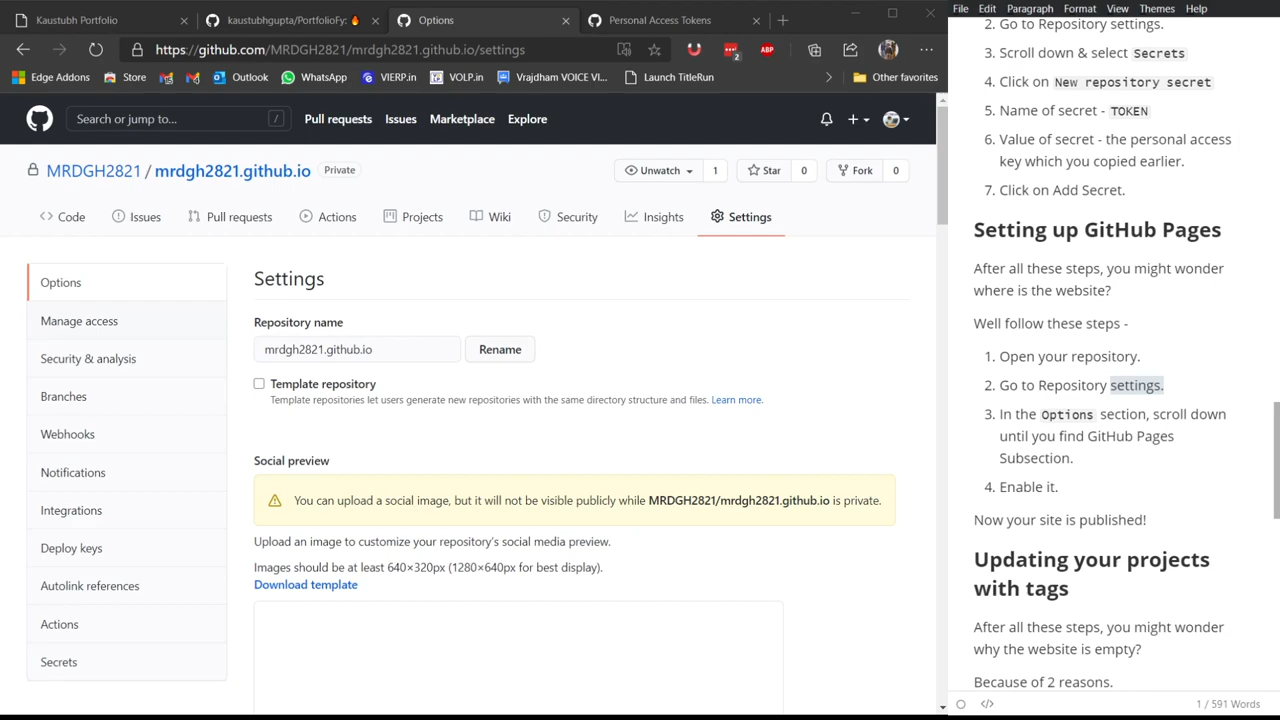 Kaustubh Portfolio
kaustubhgupta/PortfolioFy: 🔥
Options
Personal Access Tokens
https://github.com/MRDGH2821/mrdgh2821.github.io/settings
2
ABP
Edge Addons
Store
Outlook
WhatsApp
VIERP.in
VOLP.in
Vrajdham VOICE VI...
Launch TitleRun
Other favorites
Search or jump to...
/
Pull requests
Issues
Marketplace
Explore
MRDGH2821 / mrdgh2821.github.io
Private
Unwatch
1
Star
0
Fork
0
Code
Issues
Pull requests
Actions
Projects
Wiki
Security
Insights
Settings
Options
Manage access
Security & analysis
Branches
Webhooks
Notifications
Integrations
Deploy keys
Autolink references
Actions
Secrets
Settings
Repository name
mrdgh2821.github.io
Rename
Template repository
Template repositories let users generate new repositories with the same directory structure and files. Learn more.
Social preview
You can upload a social image, but it will not be visible publicly while MRDGH2821/mrdgh2821.github.io is private.
Upload an image to customize your repository's social media preview.
Images should be at least 640×320px (1280×640px for best display).
Download template
File Edit Paragraph Format View Themes Help
2. Go to Repository settings.
3. Scroll down & select Secrets
4. Click on New repository secret
5. Name of secret - TOKEN
6. Value of secret - the personal access
key which you copied earlier.
7. Click on Add Secret.
Setting up GitHub Pages
After all these steps, you might wonder
where is the website?
Well follow these steps -
1. Open your repository.
2. Go to Repository settings.
3. In the Options section, scroll down
until you find GitHub Pages
Subsection.
4. Enable it.
Now your site is published!
Updating your projects
with tags
After all these steps, you might wonder
why the website is empty?
Because of 2 reasons.
</>
1 / 591 Words